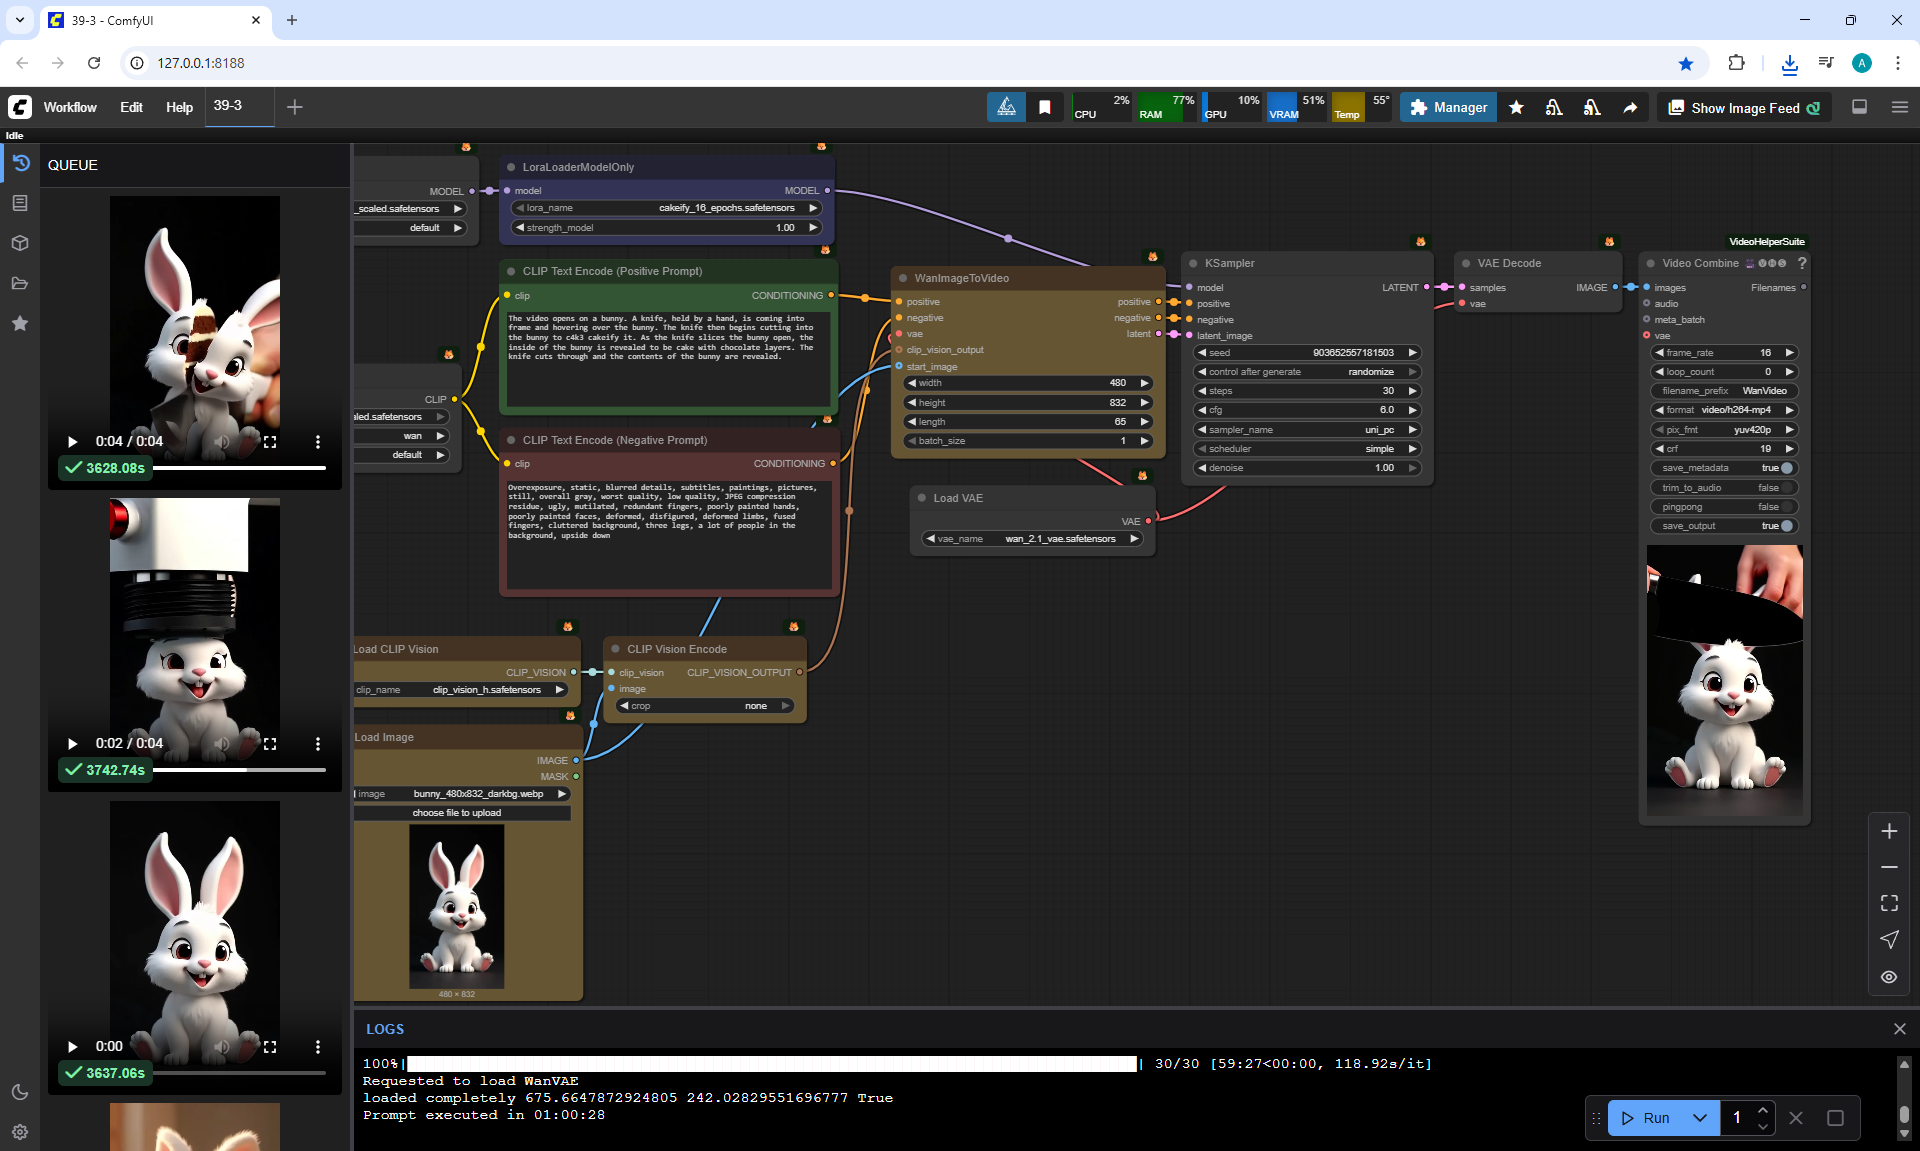 39-3 - ComfyUI
127.0.0.1:8188
A
Workflow Edit Help 39-3
CPU 2%
RAM 77%
GPU 10%
VRAM 51%
Temp 55°
Manager
Show Image Feed
Idle
QUEUE
0:04 / 0:04
3628.08s
0:02 / 0:04
3742.74s
0:00
3637.06s
MODEL
_scaled.safetensors
default
LoraLoaderModelOnly
model MODEL
lora_name cakeify_16_epochs.safetensors
strength_model 1.00
CLIP Text Encode (Positive Prompt)
clip CONDITIONING
The video opens on a bunny. A knife, held by a hand, is coming into
frame and hovering over the bunny. The knife then begins cutting into
the bunny to c4k3 cakeify it. As the knife slices the bunny open, the
inside of the bunny is revealed to be cake with chocolate layers. The
knife cuts through and the contents of the bunny are revealed.
CLIP
aled.safetensors
wan
default
CLIP Text Encode (Negative Prompt)
clip CONDITIONING
Overexposure, static, blurred details, subtitles, paintings, pictures,
still, overall gray, worst quality, low quality, JPEG compression
residue, ugly, mutilated, redundant fingers, poorly painted hands,
poorly painted faces, deformed, disfigured, deformed limbs, fused
fingers, cluttered background, three legs, a lot of people in the
background, upside down
Load CLIP Vision
CLIP_VISION
clip_name clip_vision_h.safetensors
CLIP Vision Encode
clip_vision CLIP_VISION_OUTPUT
image
crop none
Load Image
IMAGE
MASK
image bunny_480x832_darkbg.webp
choose file to upload
480 × 832
WanImageToVideo
positive positive
negative negative
vae latent
clip_vision_output
start_image
width 480
height 832
length 65
batch_size 1
Load VAE
VAE
vae_name wan_2.1_vae.safetensors
KSampler
model LATENT
positive
negative
latent_image
seed 903652557181503
control after generate randomize
steps 30
cfg 6.0
sampler_name uni_pc
scheduler simple
denoise 1.00
VAE Decode
samples IMAGE
vae
VideoHelperSuite
Video Combine VHS ?
images Filenames
audio
meta_batch
vae
frame_rate 16
loop_count 0
filename_prefix WanVideo
format video/h264-mp4
pix_fmt yuv420p
crf 19
save_metadata true
trim_to_audio false
pingpong false
save_output true
LOGS
100%| | 30/30 [59:27<00:00, 118.92s/it]
Requested to load WanVAE
loaded completely 675.6647872924805 242.02829551696777 True
Prompt executed in 01:00:28
Run 1